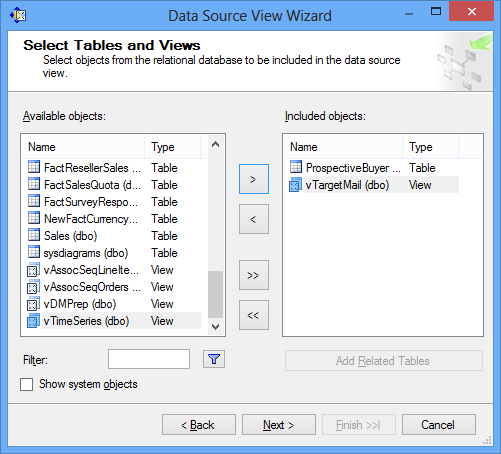 Data Source View Wizard
Select Tables and Views
Select objects from the relational database to be included in the data source
view.
Available objects:
Included objects:
Name Type
Name Type
FactResellerSales ... Table
ProspectiveBuyer ... Table
FactSalesQuota (d... Table
vTargetMail (dbo) View
FactSurveyRespo... Table
NewFactCurrency... Table
Sales (dbo) Table
sysdiagrams (dbo) Table
vAssocSeqLineIte... View
vAssocSeqOrders ... View
vDMPrep (dbo) View
vTimeSeries (dbo) View
>
<
>>
<<
Filter:
Add Related Tables
Show system objects
< Back Next > Finish >>| Cancel